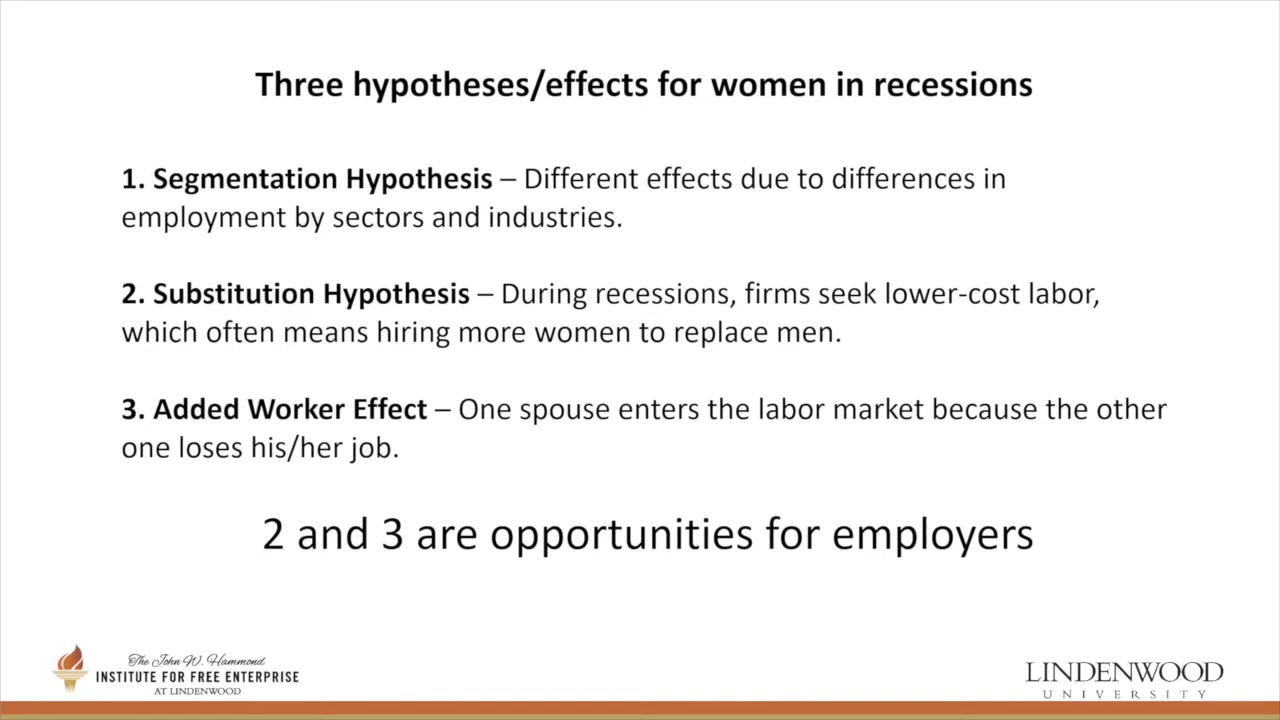 Three hypotheses/effects for women in recessions
1. Segmentation Hypothesis – Different effects due to differences in
employment by sectors and industries.
2. Substitution Hypothesis – During recessions, firms seek lower-cost labor,
which often means hiring more women to replace men.
3. Added Worker Effect – One spouse enters the labor market because the other
one loses his/her job.
2 and 3 are opportunities for employers
The John W. Hammond
INSTITUTE FOR FREE ENTERPRISE
AT LINDENWOOD
LINDENWOOD
UNIVERSITY